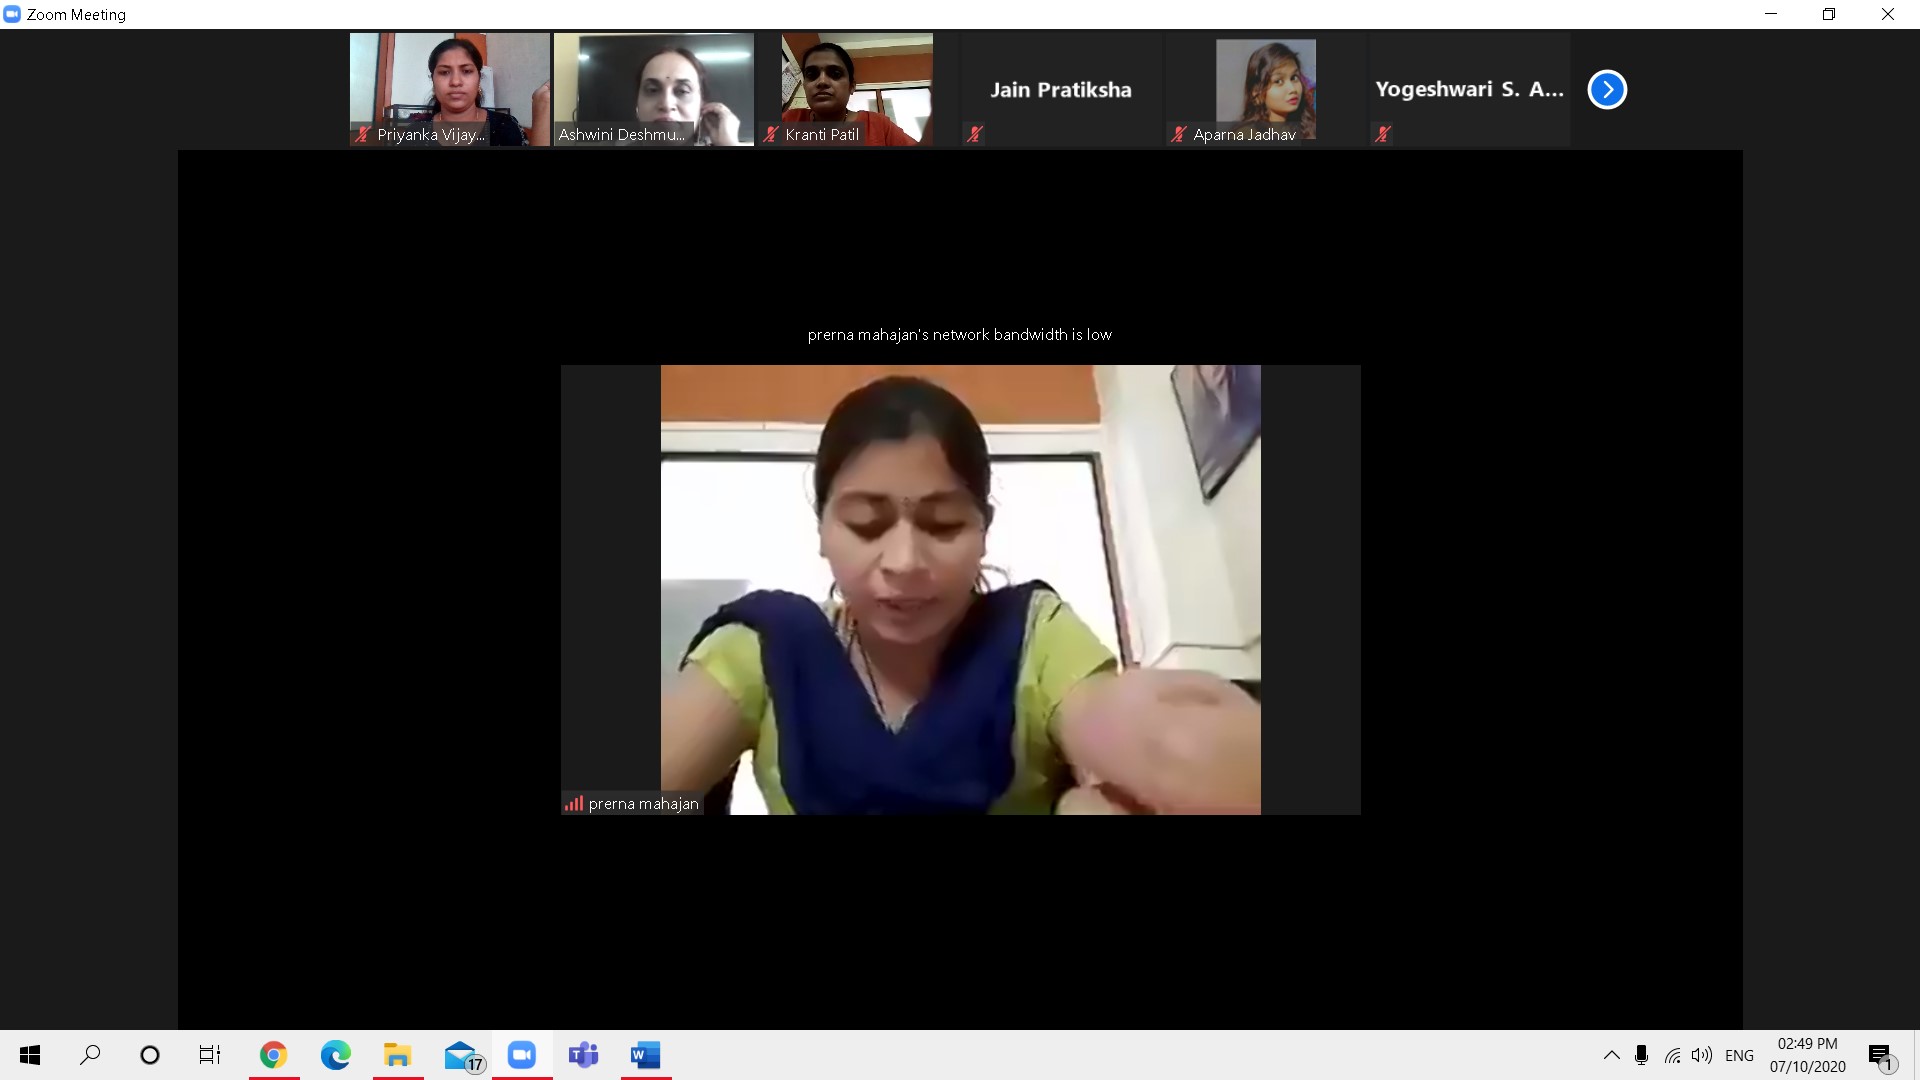 Zoom Meeting
Priyanka Vijay...
Ashwini Deshmu...
Kranti Patil
Jain Pratiksha
Aparna Jadhav
Yogeshwari S. A...
prerna mahajan's network bandwidth is low
prerna mahajan
17
W
ENG
02:49 PM
07/10/2020
1